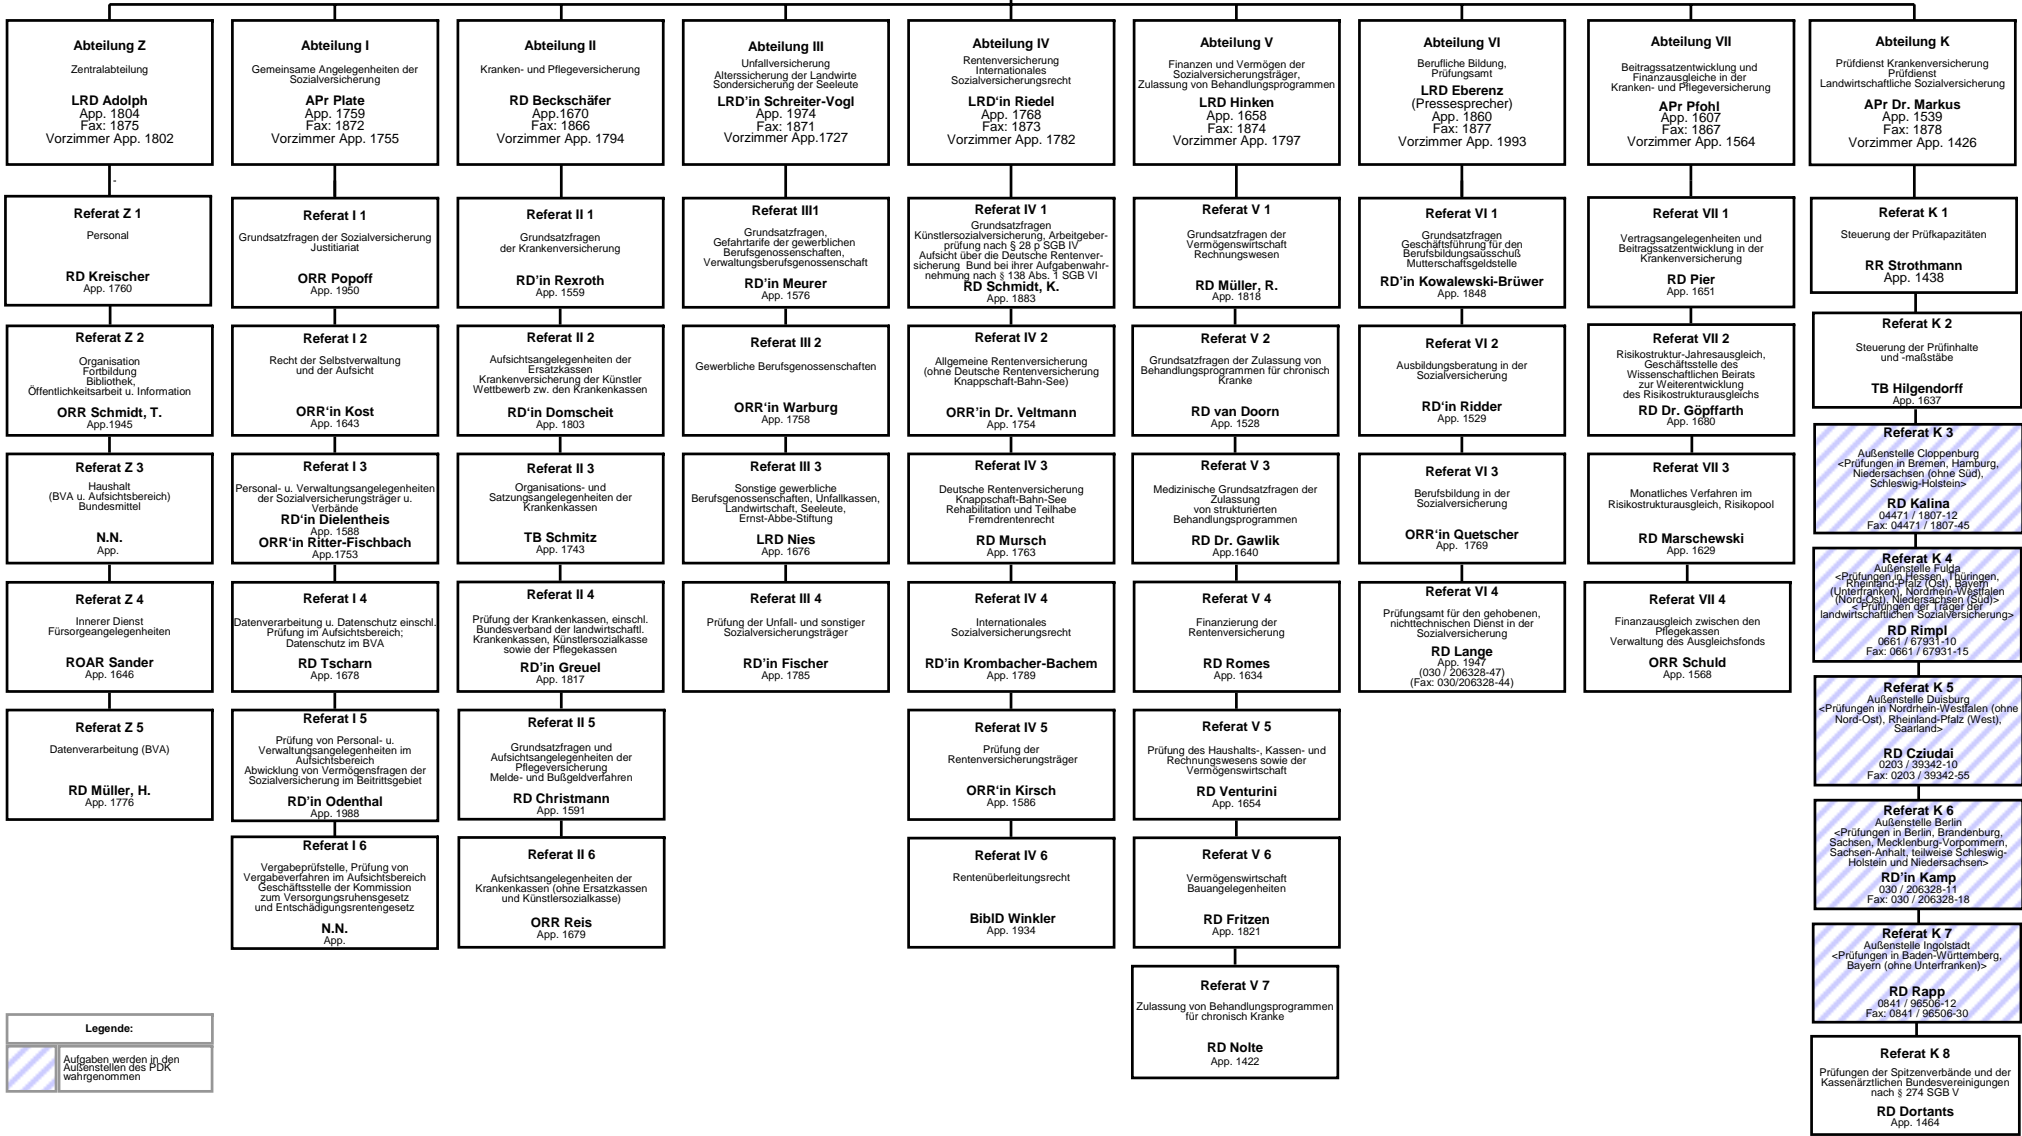 Abteilung Z
Zentralabteilung
LRD Adolph
App. 1804
Fax: 1875
Vorzimmer App. 1802
-
Referat Z 1
Personal
RD Kreischer
App. 1760
Referat Z 2
Organisation
Fortbildung
Bibliothek,
Öffentlichkeitsarbeit u. Information
ORR Schmidt, T.
App.1945
Referat Z 3
Haushalt
(BVA u. Aufsichtsbereich)
Bundesmittel
N.N.
App.
Referat Z 4
Innerer Dienst
Fürsorgeangelegenheiten
ROAR Sander
App. 1646
Referat Z 5
Datenverarbeitung (BVA)
RD Müller, H.
App. 1776
Abteilung I
Gemeinsame Angelegenheiten der
Sozialversicherung
APr Plate
App. 1759
Fax: 1872
Vorzimmer App. 1755
Referat I 1
Grundsatzfragen der Sozialversicherung
Justitiariat
ORR Popoff
App. 1950
Referat I 2
Recht der Selbstverwaltung
und der Aufsicht
ORR‘in Kost
App. 1643
Referat I 3
Personal- u. Verwaltungsangelegenheiten
der Sozialversicherungsträger u.
Verbände
RD‘in Dielentheis
App. 1588
ORR‘in Ritter-Fischbach
App.1753
Referat I 4
Datenverarbeitung u. Datenschutz einschl.
Prüfung im Aufsichtsbereich;
Datenschutz im BVA
RD Tscharn
App. 1678
Referat I 5
Prüfung von Personal- u.
Verwaltungsangelegenheiten im
Aufsichtsbereich
Abwicklung von Vermögensfragen der
Sozialversicherung im Beitrittsgebiet
RD’in Odenthal
App. 1988
Referat I 6
Vergabeprüfstelle, Prüfung von
Vergabeverfahren im Aufsichtsbereich
Geschäftsstelle der Kommission
zum Versorgungsruhensgesetz
und Entschädigungsrentengesetz
N.N.
App.
Abteilung II
Kranken- und Pflegeversicherung
RD Beckschäfer
App.1670
Fax: 1866
Vorzimmer App. 1794
Referat II 1
Grundsatzfragen
der Krankenversicherung
RD’in Rexroth
App. 1559
Referat II 2
Aufsichtsangelegenheiten der
Ersatzkassen
Krankenversicherung der Künstler
Wettbewerb zw. den Krankenkassen
RD’in Domscheit
App. 1803
Referat II 3
Organisations- und
Satzungsangelegenheiten der
Krankenkassen
TB Schmitz
App. 1743
Referat II 4
Prüfung der Krankenkassen, einschl.
Bundesverband der landwirtschaftl.
Krankenkassen, Künstlersozialkasse
sowie der Pflegekassen
RD’in Greuel
App. 1817
Referat II 5
Grundsatzfragen und
Aufsichtsangelegenheiten der
Pflegeversicherung
Melde- und Bußgeldverfahren
RD Christmann
App. 1591
Referat II 6
Aufsichtsangelegenheiten der
Krankenkassen (ohne Ersatzkassen
und Künstlersozialkasse)
ORR Reis
App. 1679
Abteilung III
Unfallversicherung
Alterssicherung der Landwirte
Sondersicherung der Seeleute
LRD’in Schreiter-Vogl
App. 1974
Fax: 1871
Vorzimmer App.1727
Referat III1
Grundsatzfragen,
Gefahrtarife der gewerblichen
Berufsgenossenschaften,
Verwaltungsberufsgenossenschaft
RD’in Meurer
App. 1576
Referat III 2
Gewerbliche Berufsgenossenschaften
ORR‘in Warburg
App. 1758
Referat III 3
Sonstige gewerbliche
Berufsgenossenschaften, Unfallkassen,
Landwirtschaft, Seeleute,
Ernst-Abbe-Stiftung
LRD Nies
App. 1676
Referat III 4
Prüfung der Unfall- und sonstiger
Sozialversicherungsträger
RD’in Fischer
App. 1785
Abteilung IV
Rentenversicherung
Internationales
Sozialversicherungsrecht
LRD‘in Riedel
App. 1768
Fax: 1873
Vorzimmer App. 1782
Referat IV 1
Grundsatzfragen
Künstlersozialversicherung, Arbeitgeber-
prüfung nach § 28 p SGB IV
Aufsicht über die Deutsche Rentenver-
sicherung Bund bei ihrer Aufgabenwahr-
nehmung nach § 138 Abs. 1 SGB VI
RD Schmidt, K.
App. 1883
Referat IV 2
Allgemeine Rentenversicherung
(ohne Deutsche Rentenversicherung
Knappschaft-Bahn-See)
ORR’in Dr. Veltmann
App. 1754
Referat IV 3
Deutsche Rentenversicherung
Knappschaft-Bahn-See
Rehabilitation und Teilhabe
Fremdrentenrecht
RD Mursch
App. 1763
Referat IV 4
Internationales
Sozialversicherungsrecht
RD’in Krombacher-Bachem
App. 1789
Referat IV 5
Prüfung der
Rentenversicherungsträger
ORR‘in Kirsch
App. 1586
Referat IV 6
Rentenüberleitungsrecht
BiblD Winkler
App. 1934
Abteilung V
Finanzen und Vermögen der
Sozialversicherungsträger,
Zulassung von Behandlungsprogrammen
LRD Hinken
App. 1658
Fax: 1874
Vorzimmer App. 1797
Referat V 1
Grundsatzfragen der
Vermögenswirtschaft
Rechnungswesen
RD Müller, R.
App. 1818
Referat V 2
Grundsatzfragen der Zulassung von
Behandlungsprogrammen für chronisch
Kranke
RD van Doorn
App. 1528
Referat V 3
Medizinische Grundsatzfragen der
Zulassung
von strukturierten
Behandlungsprogrammen
RD Dr. Gawlik
App.1640
Referat V 4
Finanzierung der
Rentenversicherung
RD Romes
App. 1634
Referat V 5
Prüfung des Haushalts-, Kassen- und
Rechnungswesens sowie der
Vermögenswirtschaft
RD Venturini
App. 1654
Referat V 6
Vermögenswirtschaft
Bauangelegenheiten
RD Fritzen
App. 1821
Referat V 7
Zulassung von Behandlungsprogrammen
für chronisch Kranke
RD Nolte
App. 1422
Abteilung VI
Berufliche Bildung,
Prüfungsamt
LRD Eberenz
(Pressesprecher)
App. 1860
Fax: 1877
Vorzimmer App. 1993
Referat VI 1
Grundsatzfragen
Geschäftsführung für den
Berufsbildungsausschuß
Mutterschaftsgeldstelle
RD’in Kowalewski-Brüwer
App. 1848
Referat VI 2
Ausbildungsberatung in der
Sozialversicherung
RD’in Ridder
App. 1529
Referat VI 3
Berufsbildung in der
Sozialversicherung
ORR‘in Quetscher
App. 1769
Referat VI 4
Prüfungsamt für den gehobenen,
nichttechnischen Dienst in der
Sozialversicherung
RD Lange
App. 1947
(030 / 206328-47)
(Fax: 030/206328-44)
Abteilung VII
Beitragssatzentwicklung und
Finanzausgleiche in der
Kranken- und Pflegeversicherung
APr Pfohl
App. 1607
Fax: 1867
Vorzimmer App. 1564
Referat VII 1
Vertragsangelegenheiten und
Beitragssatzentwicklung in der
Krankenversicherung
RD Pier
App. 1651
Referat VII 2
Risikostruktur-Jahresausgleich,
Geschäftsstelle des
Wissenschaftlichen Beirats
zur Weiterentwicklung
des Risikostrukturausgleichs
RD Dr. Göpffarth
App. 1680
Referat VII 3
Monatliches Verfahren im
Risikostrukturausgleich, Risikopool
RD Marschewski
App. 1629
Referat VII 4
Finanzausgleich zwischen den
Pflegekassen
Verwaltung des Ausgleichsfonds
ORR Schuld
App. 1568
Abteilung K
Prüfdienst Krankenversicherung
Prüfdienst
Landwirtschaftliche Sozialversicherung
APr Dr. Markus
App. 1539
Fax: 1878
Vorzimmer App. 1426
Referat K 1
Steuerung der Prüfkapazitäten
RR Strothmann
App. 1438
Referat K 2
Steuerung der Prüfinhalte
und -maßstäbe
TB Hilgendorff
App. 1637
Referat K 3
Außenstelle Cloppenburg
<Prüfungen in Bremen, Hamburg,
Niedersachsen (ohne Süd),
Schleswig-Holstein>
RD Kalina
04471 / 1807-12
Fax: 04471 / 1807-45
Referat K 4
Außenstelle Fulda
<Prüfungen in Hessen, Thüringen,
Rheinland-Pfalz (Ost), Bayern
(Unterfranken), Nordrhein-Westfalen
(Nord-Ost), Niedersachsen (Süd)>
< Prüfungen der Träger der
landwirtschaftlichen Sozialversicherung>
RD Rimpl
0661 / 67931-10
Fax: 0661 / 67931-15
Referat K 5
Außenstelle Duisburg
<Prüfungen in Nordrhein-Westfalen (ohne
Nord-Ost), Rheinland-Pfalz (West),
Saarland>
RD Cziudai
0203 / 39342-10
Fax: 0203 / 39342-55
Referat K 6
Außenstelle Berlin
<Prüfungen in Berlin, Brandenburg,
Sachsen, Mecklenburg-Vorpommern,
Sachsen-Anhalt, teilweise Schleswig-
Holstein und Niedersachsen>
RD’in Kamp
030 / 206328-11
Fax: 030 / 206328-18
Referat K 7
Außenstelle Ingolstadt
<Prüfungen in Baden-Württemberg,
Bayern (ohne Unterfranken)>
RD Rapp
0841 / 96506-12
Fax: 0841 / 96506-30
Referat K 8
Prüfungen der Spitzenverbände und der
Kassenärztlichen Bundesvereinigungen
nach § 274 SGB V
RD Dortants
App. 1464
Legende:
Aufgaben werden in den
Außenstellen des PDK
wahrgenommen